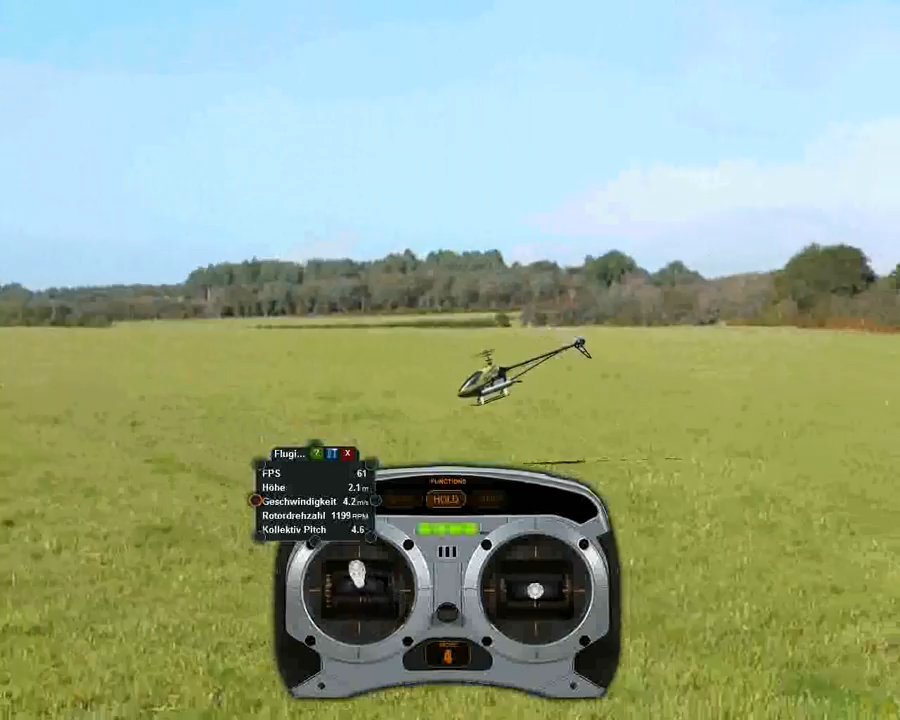 Flugi... ? X
FPS 61
Höhe 2.1 m
Geschwindigkeit 4.2 m/s
Rotordrehzahl 1199 RPM
Kollektiv Pitch 4.6
FUNCTIONS
HOLD
4